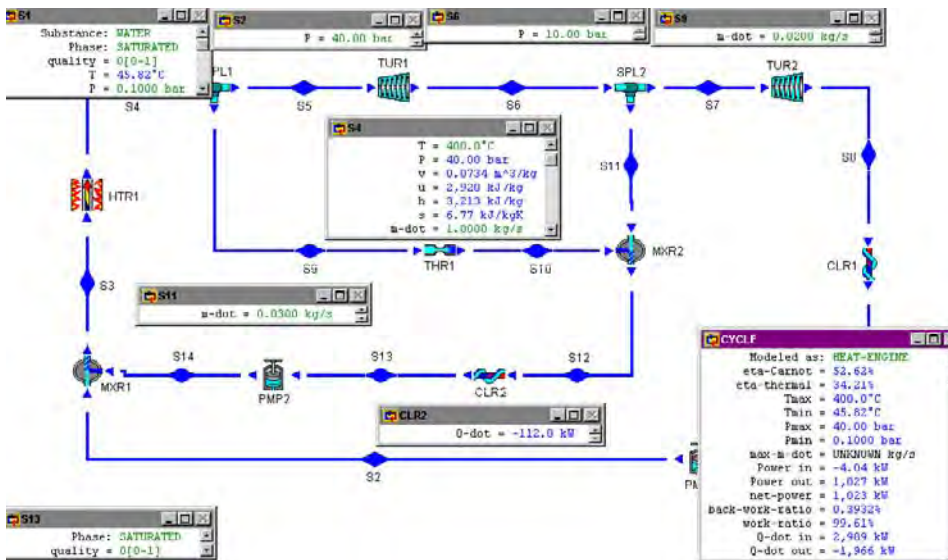 S1
Substance: WATER
Phase: SATURATED
quality = 0[0-1]
T = 45.82°C
P = 0.1000 bar
S2
P = 40.00 bar
S6
P = 10.00 bar
S9
m-dot = 0.0200 kg/s
S4
PL1
S5
TUR1
S6
SPL2
S7
TUR2
S4
T = 400.0°C
P = 40.00 bar
v = 0.0734 m^3/kg
u = 2,920 kJ/kg
h = 3,213 kJ/kg
s = 6.77 kJ/kgK
m-dot = 1.0000 kg/s
S11
S8
HTR1
S9
THR1
S10
MXR2
CLR1
S3
S11
m-dot = 0.0300 kg/s
S14
S13
S12
MXR1
PMP2
CLR2
CLR2
Q-dot = -112.0 kW
S2
CYCLE
Modeled as: HEAT-ENGINE
eta-Carnot = 52.62%
eta-thermal = 34.21%
Tmax = 400.0°C
Tmin = 45.82°C
Pmax = 40.00 bar
Pmin = 0.1000 bar
max-m-dot = UNKNOWN kg/s
Power in = -4.04 kW
Power out = 1,027 kW
net-power = 1,023 kW
back-work-ratio = 0.3932%
work-ratio = 99.61%
Q-dot in = 2,989 kW
Q-dot out = -1,966 kW
S13
Phase: SATURATED
quality = 0[0-1]